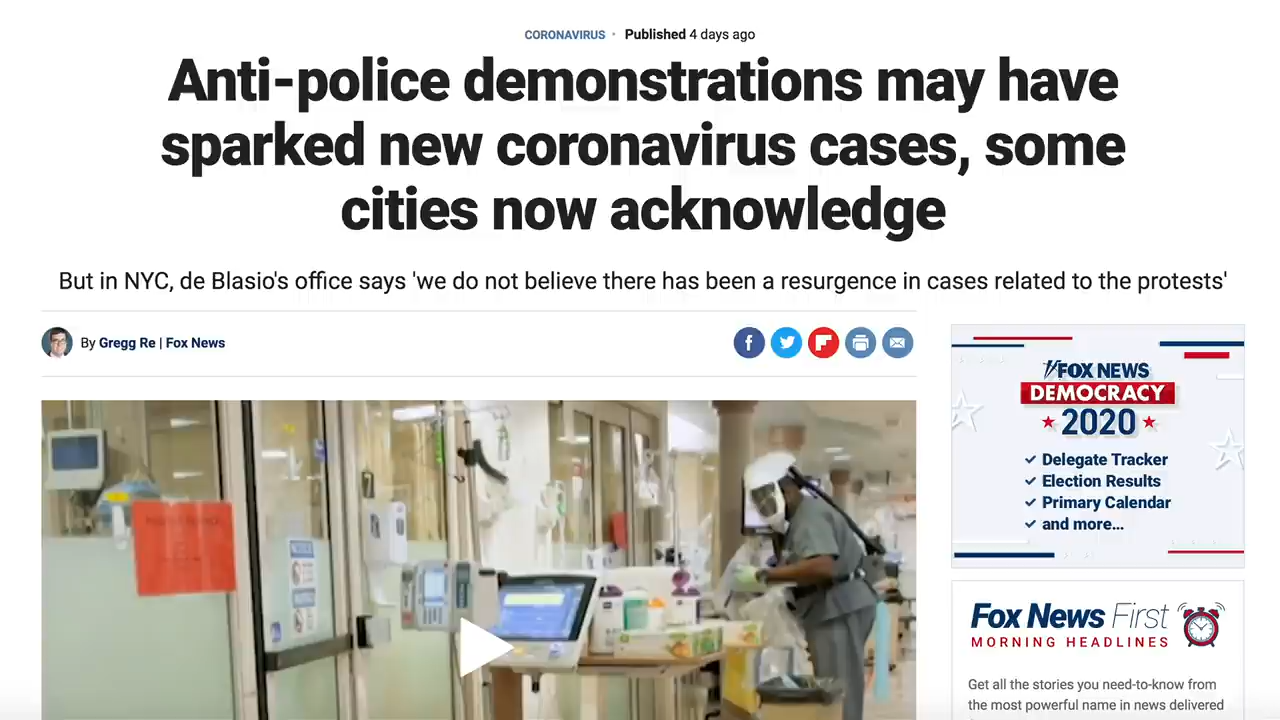 CORONAVIRUS · Published 4 days ago
Anti-police demonstrations may have
sparked new coronavirus cases, some
cities now acknowledge
But in NYC, de Blasio's office says 'we do not believe there has been a resurgence in cases related to the protests'
By Gregg Re | Fox News
FOX NEWS
DEMOCRACY
2020
Delegate Tracker
Election Results
Primary Calendar
and more...
Fox News First
MORNING HEADLINES
Get all the stories you need-to-know from
the most powerful name in news delivered